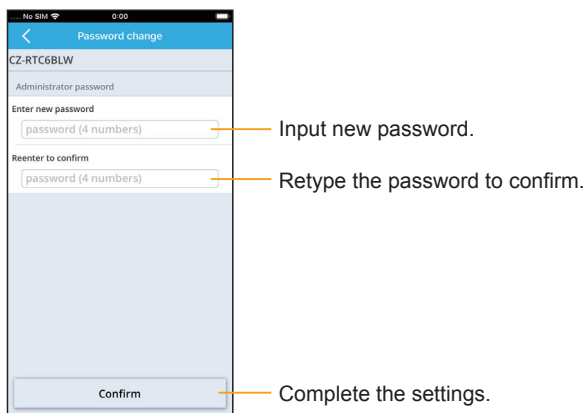 .... No SIM 0:00
Password change
CZ-RTC6BLW
Administrator password
Enter new password
password (4 numbers)
Input new password.
Reenter to confirm
password (4 numbers)
Retype the password to confirm.
Confirm
Complete the settings.